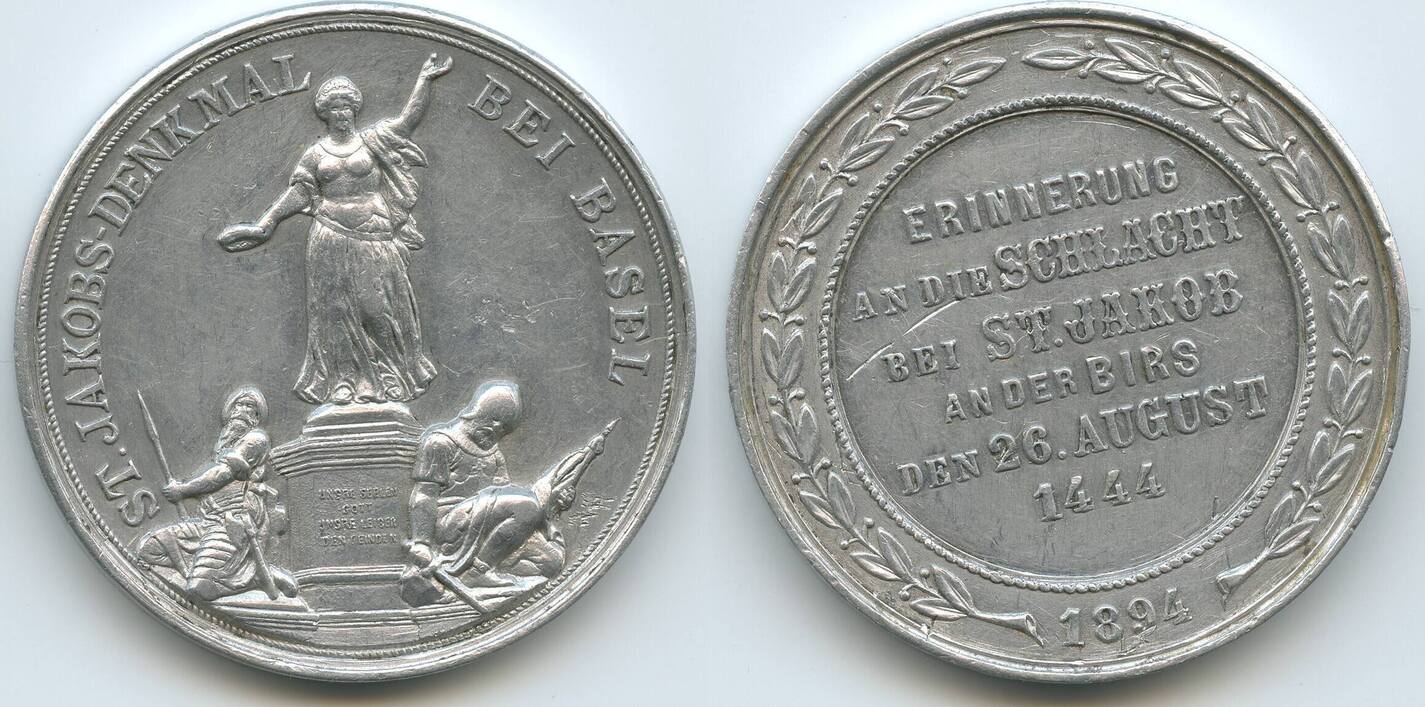 ST. JAKOBS-DENKMAL BEI BASEL
UNSRE SEELEN
GOTT
UNSRE LEIBER
DEN FEINDEN
ERINNERUNG
AN DIE SCHLACHT
BEI ST. JAKOB
AN DER BIRS
DEN 26. AUGUST
1444
1894